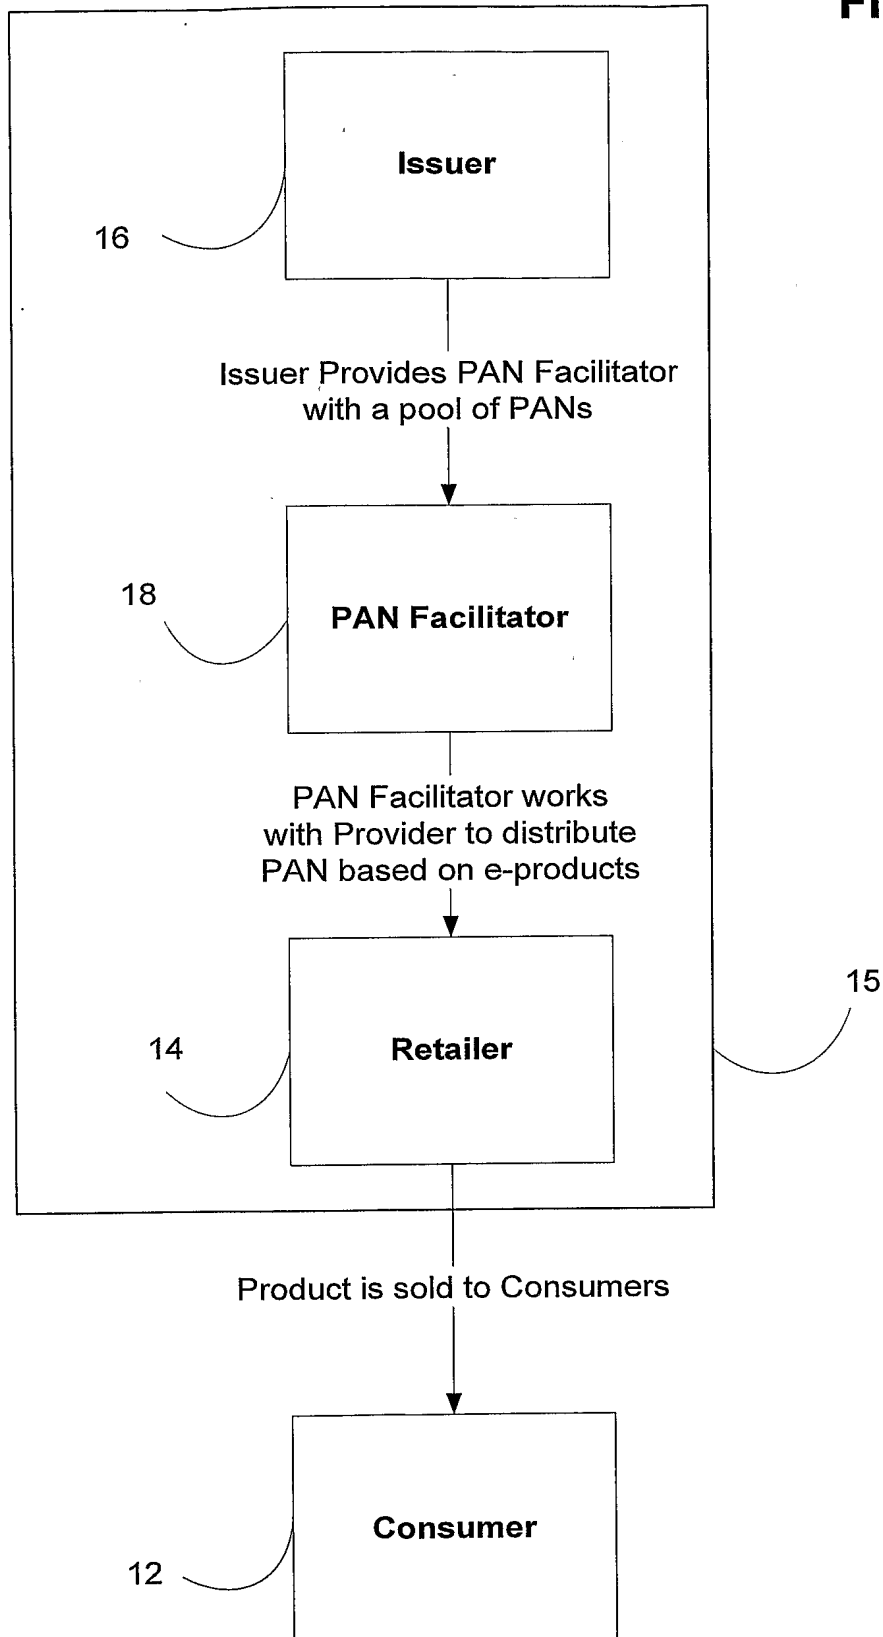 Issuer
16
Issuer Provides PAN Facilitator
with a pool of PANs
18
PAN Facilitator
PAN Facilitator works
with Provider to distribute
PAN based on e-products
15
14
Retailer
Product is sold to Consumers
Consumer
12